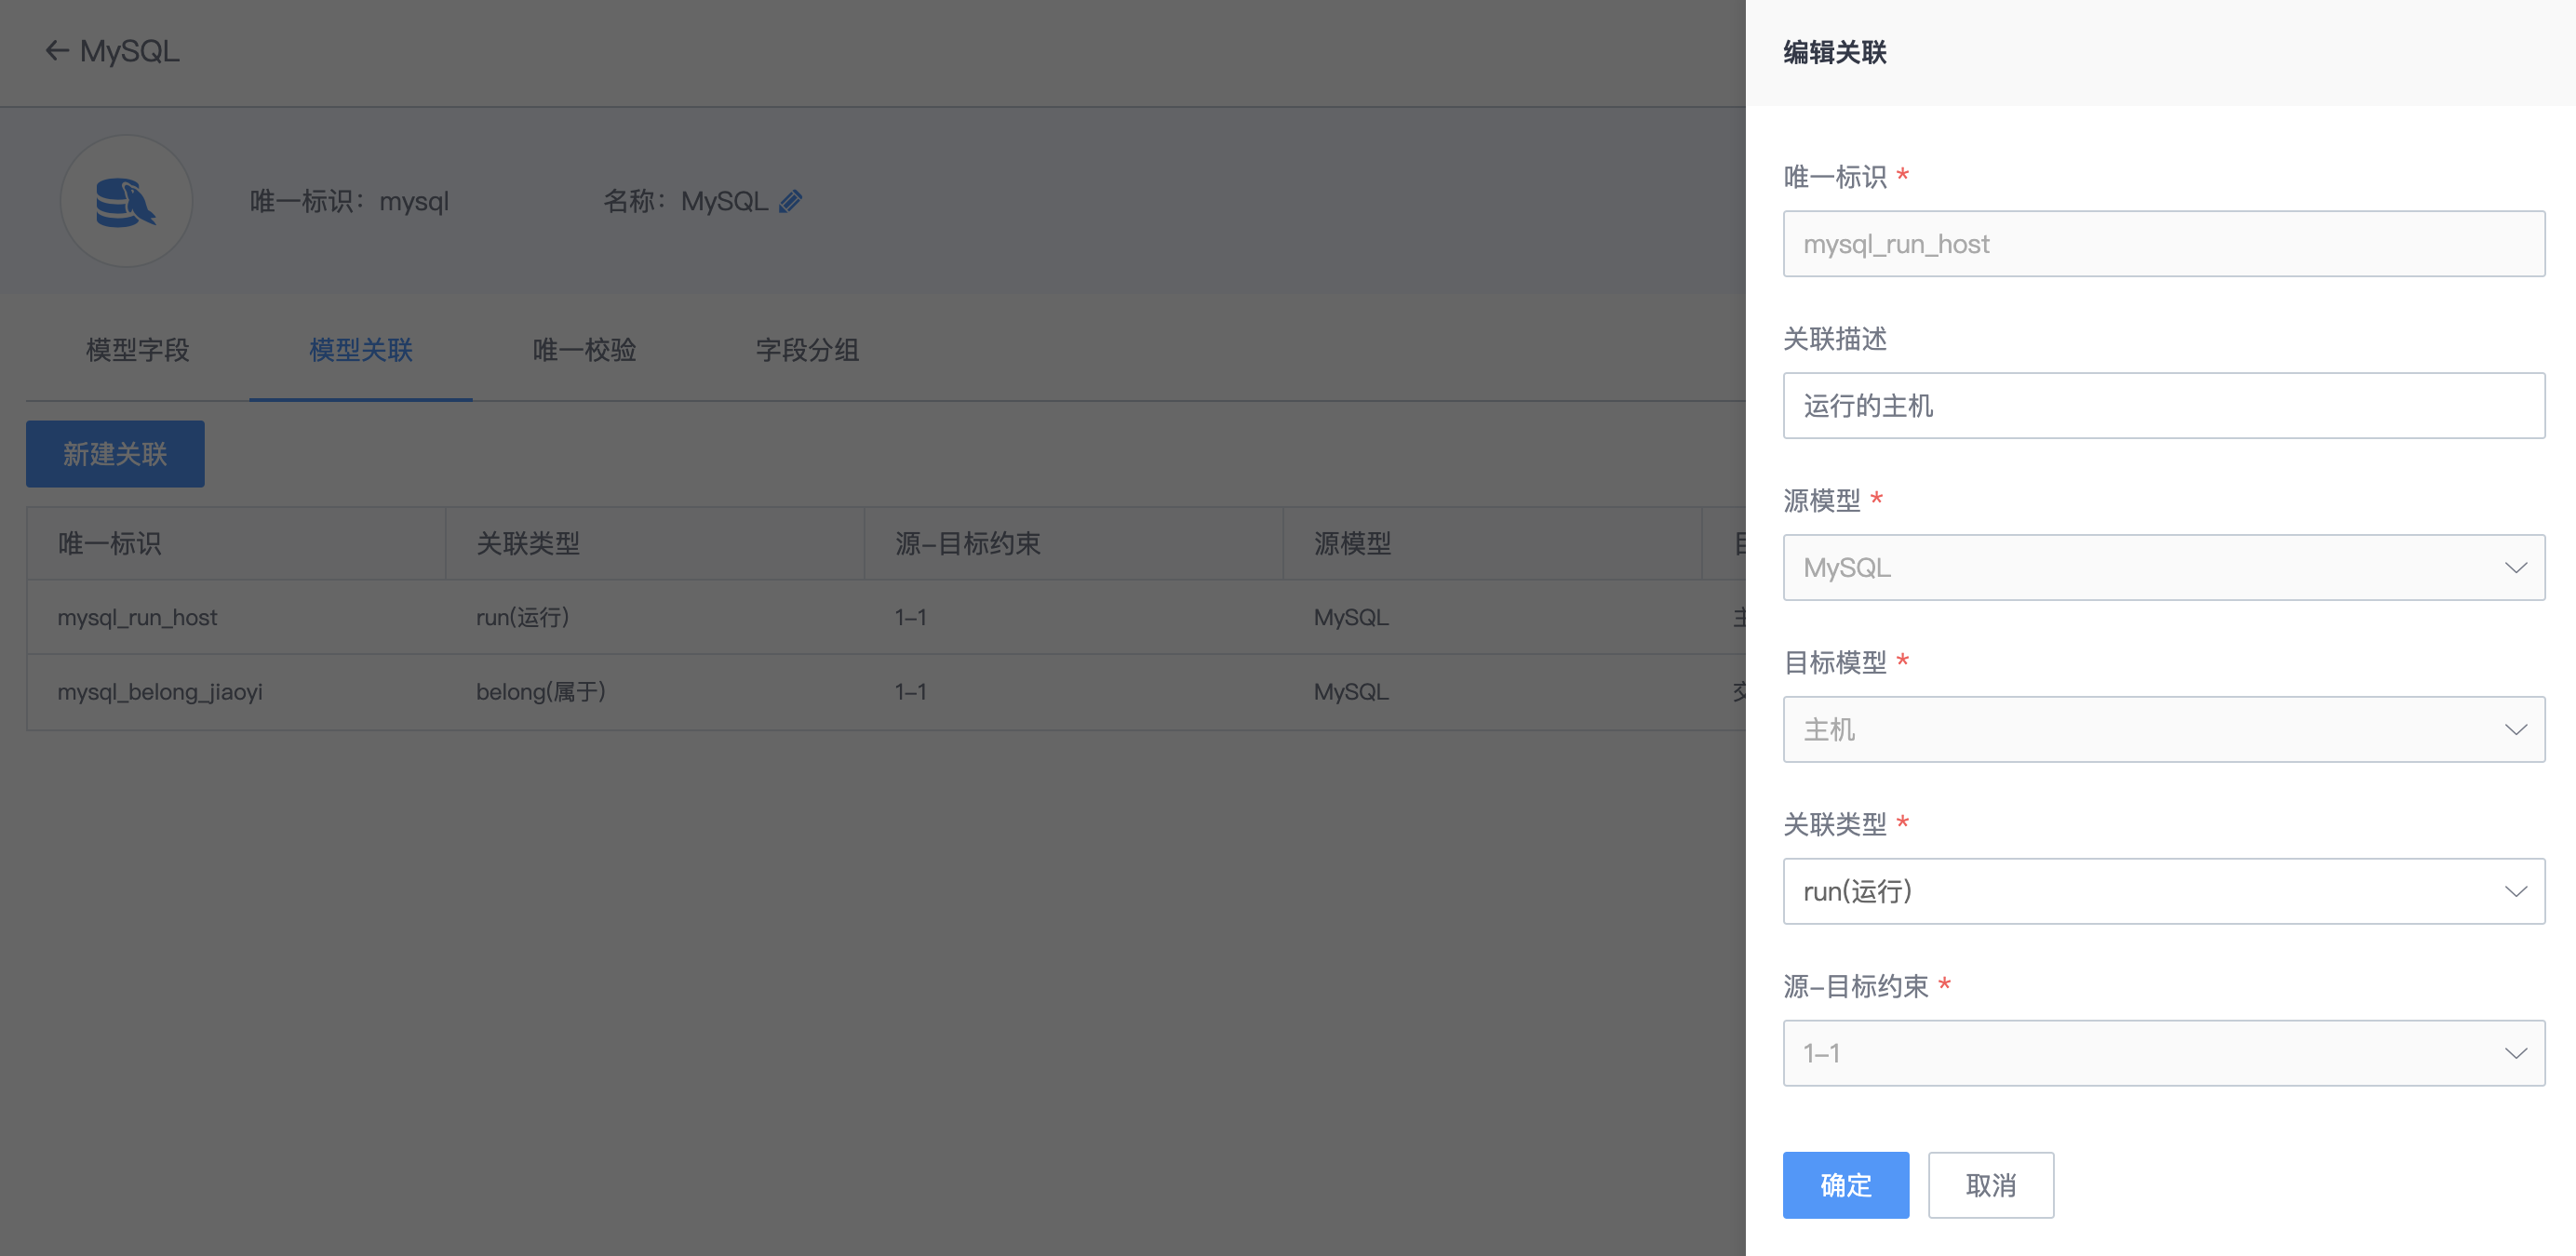 MySQL
唯一标识：mysql 名称：MySQL
模型字段 模型关联 唯一校验 字段分组
新建关联
唯一标识 关联类型 源-目标约束 源模型
mysql_run_host run(运行) 1-1 MySQL
mysql_belong_jiaoyi belong(属于) 1-1 MySQL
编辑关联
唯一标识 *
mysql_run_host
关联描述
运行的主机
源模型 *
MySQL
目标模型 *
主机
关联类型 *
run(运行)
源-目标约束 *
1-1
确定 取消